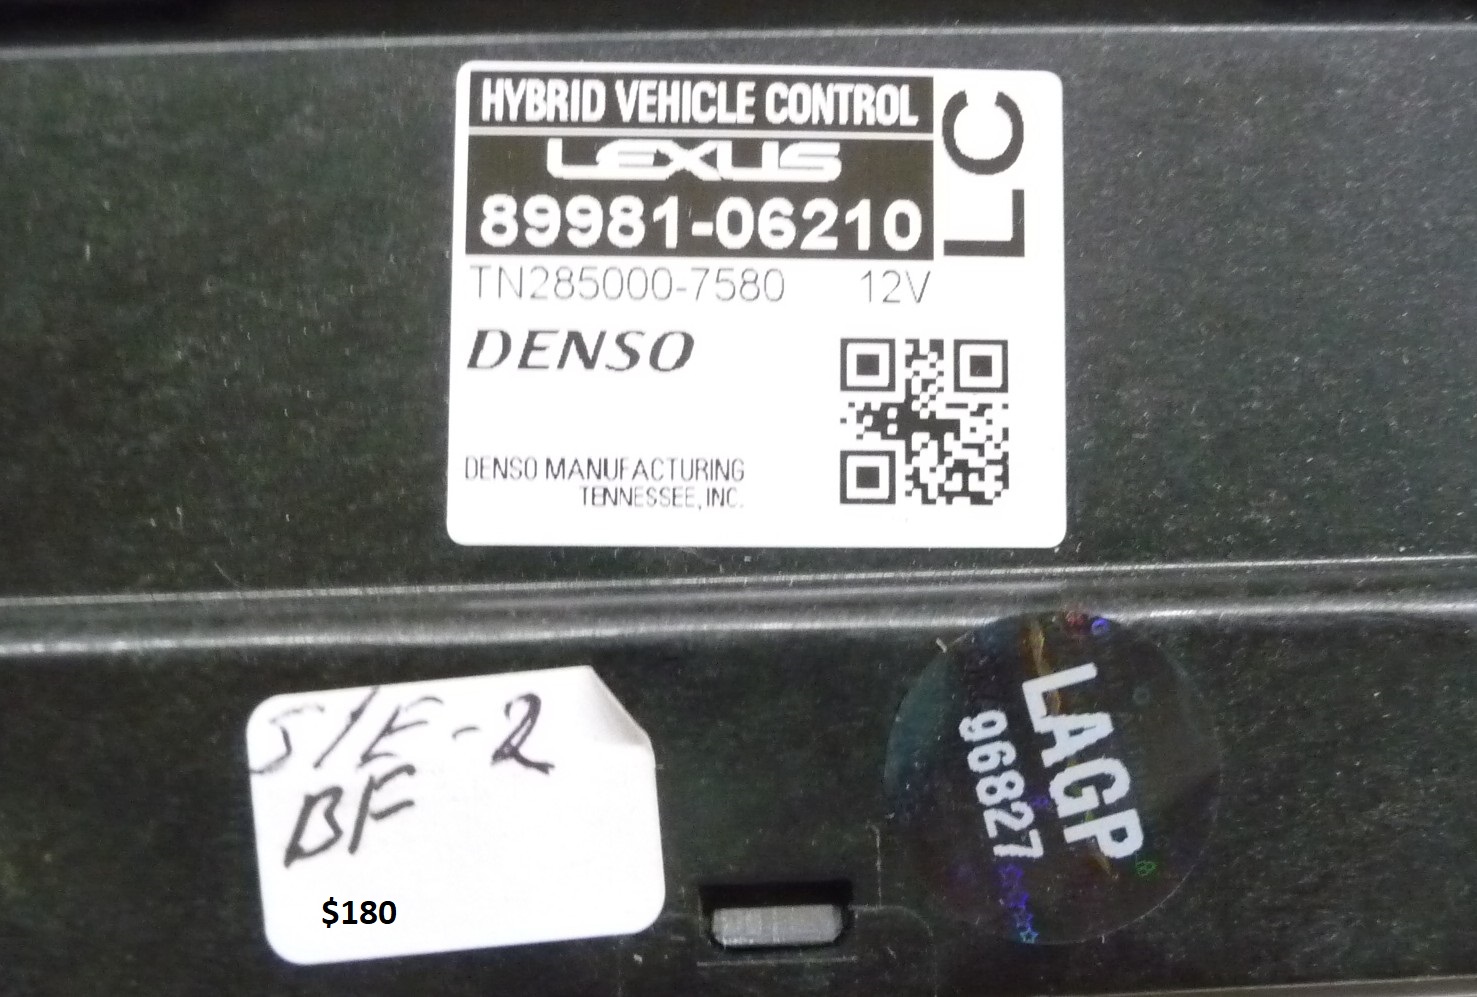 HYBRID VEHICLE CONTROL
LEXUS
89981-06210
LC
TN285000-7580 12V
DENSO
DENSO MANUFACTURING
TENNESSEE, INC.
S/E-2
BF
$180
LAGP
96827